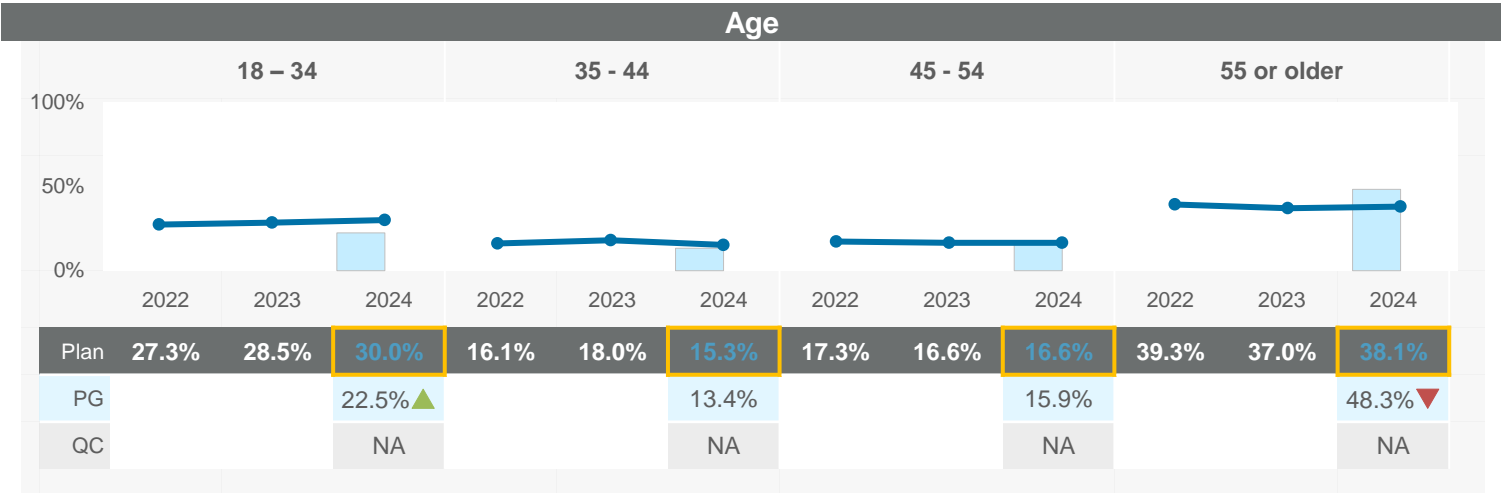 Age
18 – 34 35 - 44 45 - 54 55 or older
100%
50%
0%
2022 2023 2024 2022 2023 2024 2022 2023 2024 2022 2023 2024
Plan 27.3% 28.5% 30.0% 16.1% 18.0% 15.3% 17.3% 16.6% 16.6% 39.3% 37.0% 38.1%
PG 22.5% 13.4% 15.9% 48.3%
QC NA NA NA NA